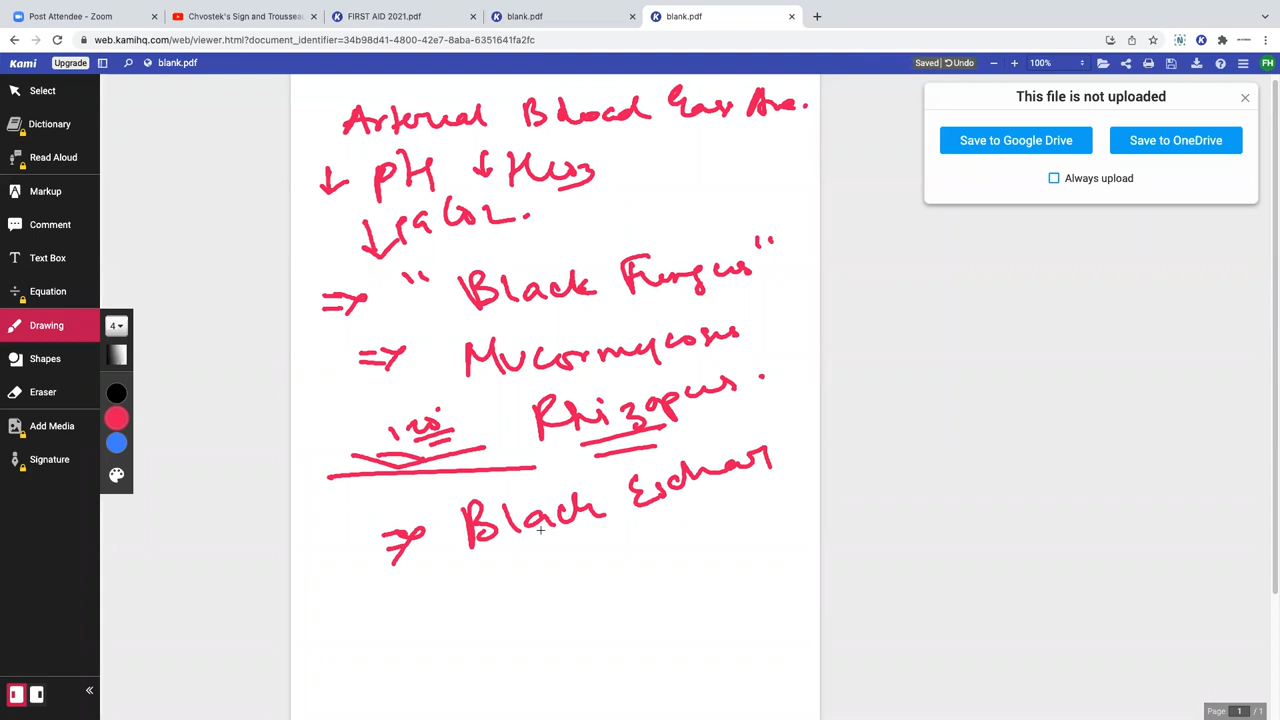 Post Attendee - Zoom
Chvostek's Sign and Trousseau
FIRST AID 2021.pdf
blank.pdf
blank.pdf
web.kamihq.com/web/viewer.html?document_identifier=34b98d41-4800-42e7-8aba-6351641fa2fc
Kami
Upgrade
blank.pdf
Saved
Undo
100%
FH
Select
Dictionary
Read Aloud
Markup
Comment
Text Box
Equation
Drawing
4
Shapes
Eraser
Add Media
Signature
This file is not uploaded
Save to Google Drive
Save to OneDrive
Always upload
Arterial Blood Gas Ana.
↓ pH ↓ HCO3
↓ PaCO2.
⇒ "Black Fungus"
⇒ Mucormycosis
Rhizopus.
120°
⇒ Black Eschar
Page: 1 / 1